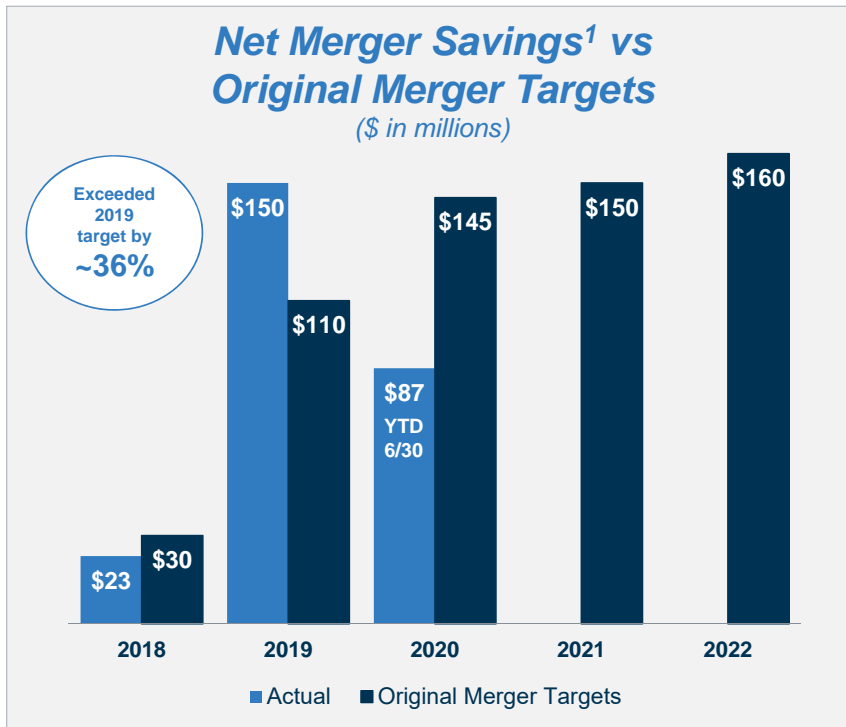 Net Merger Savings¹ vs
Original Merger Targets
($ in millions)
Exceeded
2019
target by
~36%
$23
$30
$150
$110
$87
YTD
6/30
$145
$150
$160
2018
2019
2020
2021
2022
Actual
Original Merger Targets